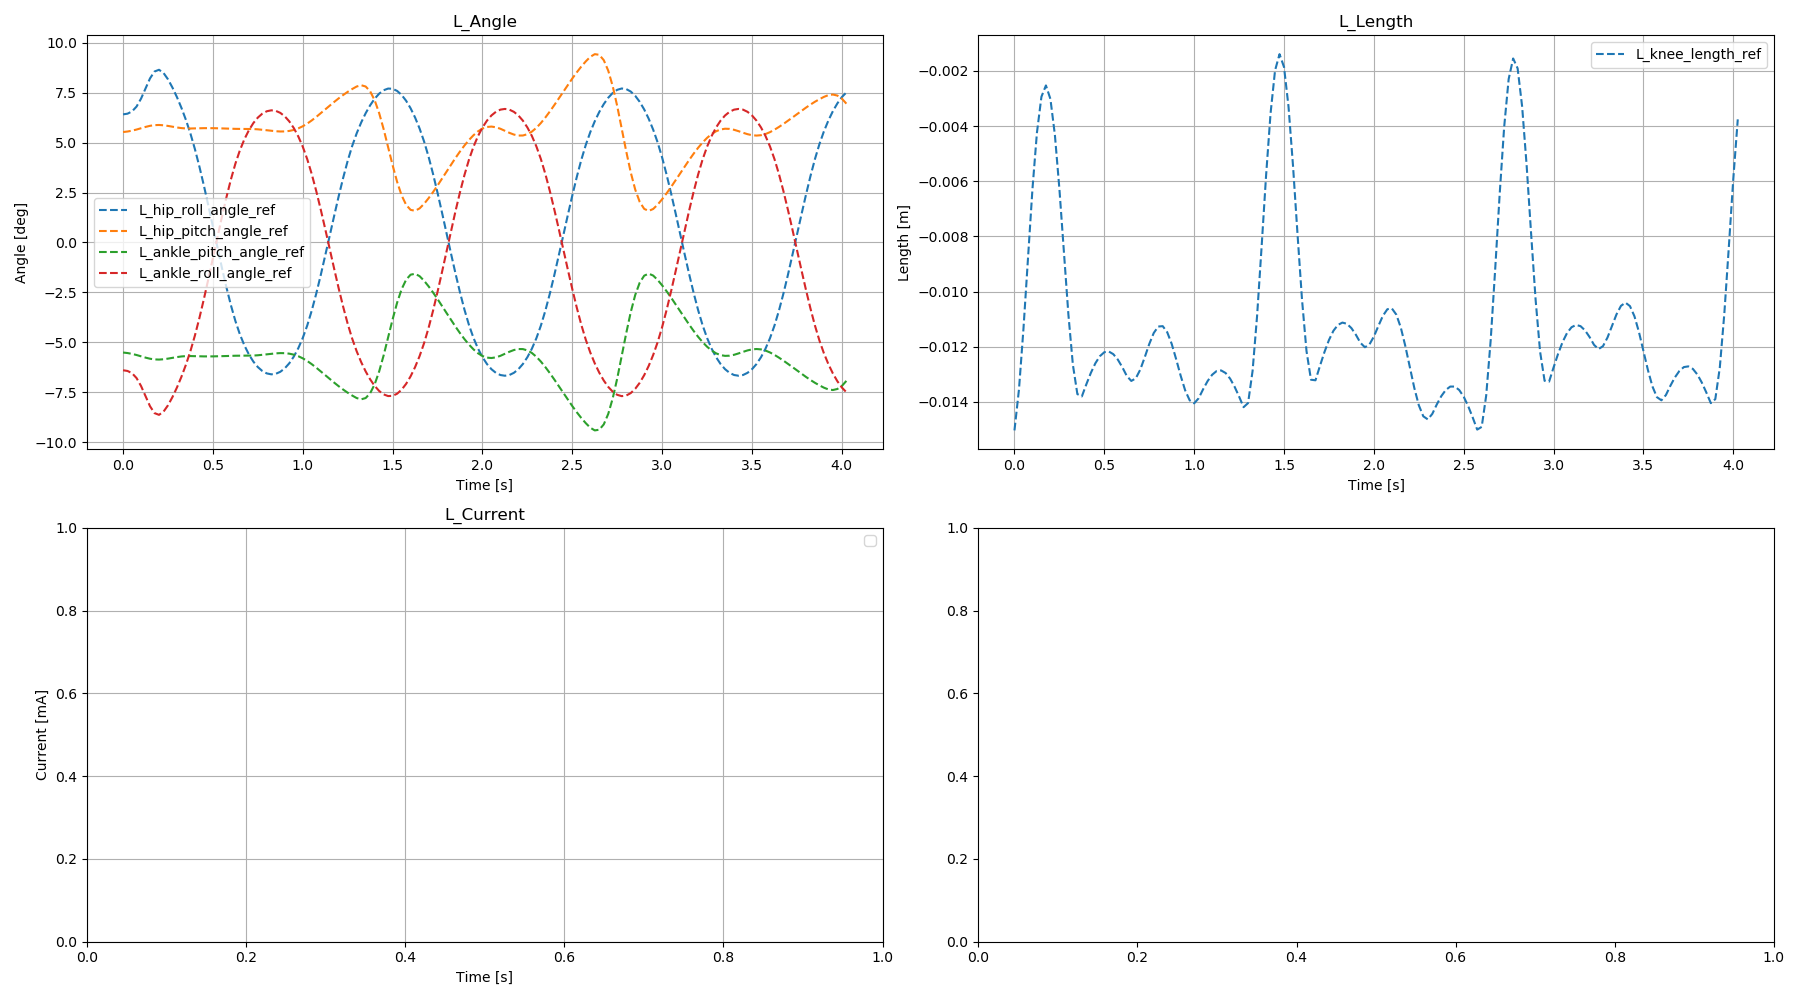 L_Angle
Angle [deg]
10.0
7.5
5.0
2.5
0.0
−2.5
−5.0
−7.5
−10.0
L_hip_roll_angle_ref
L_hip_pitch_angle_ref
L_ankle_pitch_angle_ref
L_ankle_roll_angle_ref
0.0 0.5 1.0 1.5 2.0 2.5 3.0 3.5 4.0
Time [s]
L_Length
Length [m]
−0.002
−0.004
−0.006
−0.008
−0.010
−0.012
−0.014
L_knee_length_ref
0.0 0.5 1.0 1.5 2.0 2.5 3.0 3.5 4.0
Time [s]
L_Current
Current [mA]
1.0
0.8
0.6
0.4
0.2
0.0
0.0 0.2 0.4 0.6 0.8 1.0
Time [s]
1.0
0.8
0.6
0.4
0.2
0.0
0.0 0.2 0.4 0.6 0.8 1.0